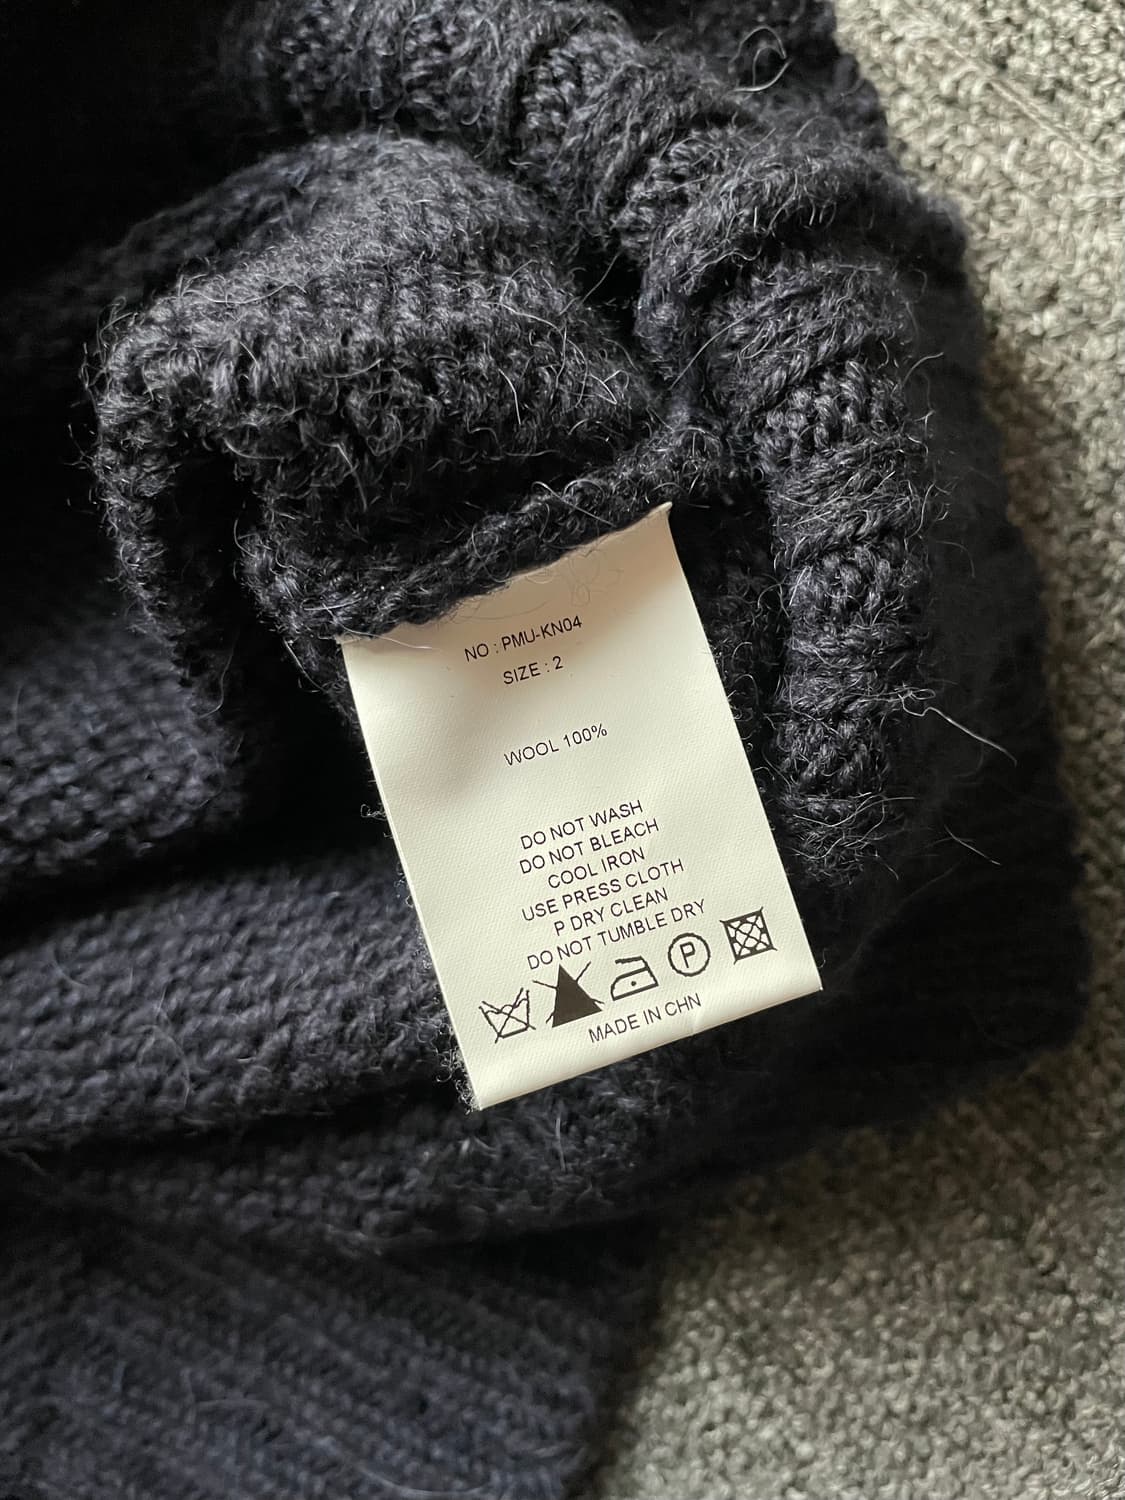 NO : PMU-KN04
SIZE : 2
WOOL 100%
DO NOT WASH
DO NOT BLEACH
COOL IRON
USE PRESS CLOTH
P DRY CLEAN
DO NOT TUMBLE DRY
P
MADE IN CHN